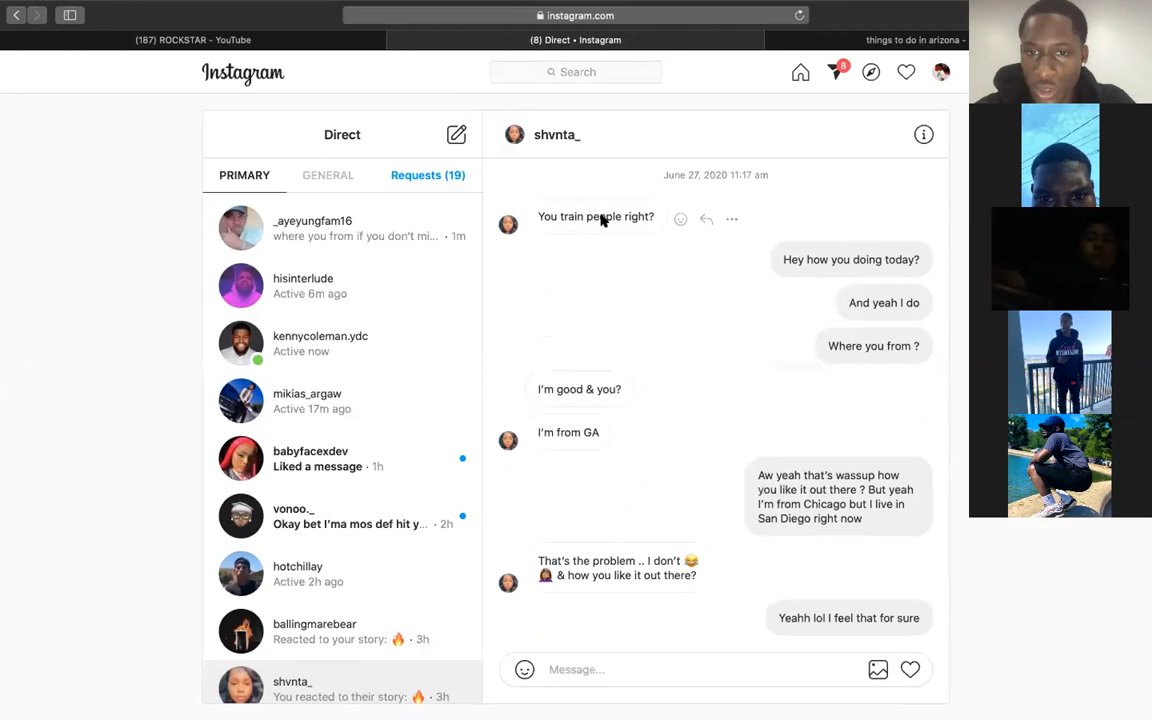 instagram.com
(187) ROCKSTAR - YouTube
(8) Direct • Instagram
things to do in arizona -
Instagram
Search
8
Direct
PRIMARY
GENERAL
Requests (19)
_ayeyungfam16
where you from if you don't mi... · 1m
hisinterlude
Active 6m ago
kennycoleman.ydc
Active now
mikias_argaw
Active 17m ago
babyfacexdev
Liked a message · 1h
vonoo._
Okay bet I'ma mos def hit y... · 2h
hotchillay
Active 2h ago
ballingmarebear
Reacted to your story: 🔥 · 3h
shvnta_
You reacted to their story: 🔥 · 3h
shvnta_
June 27, 2020 11:17 am
You train people right?
Hey how you doing today?
And yeah I do
Where you from ?
I'm good & you?
I'm from GA
Aw yeah that's wassup how
you like it out there ? But yeah
I'm from Chicago but I live in
San Diego right now
That's the problem .. I don't 😂
🤦🏾‍♀️ & how you like it out there?
Yeahh lol I feel that for sure
Message...